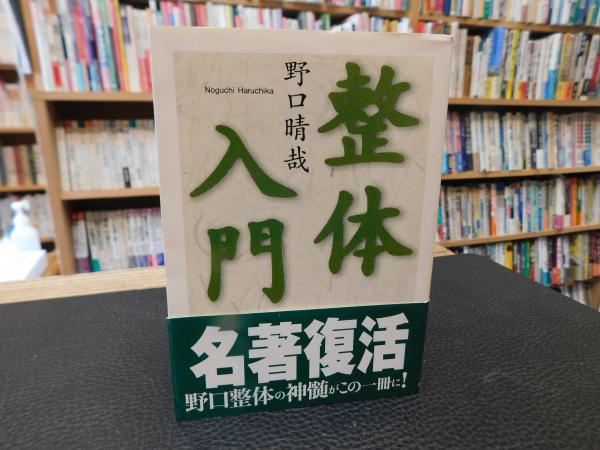 整体
入門
野口晴哉
Noguchi Haruchika
名著復活
野口整体の神髄がこの一冊に!